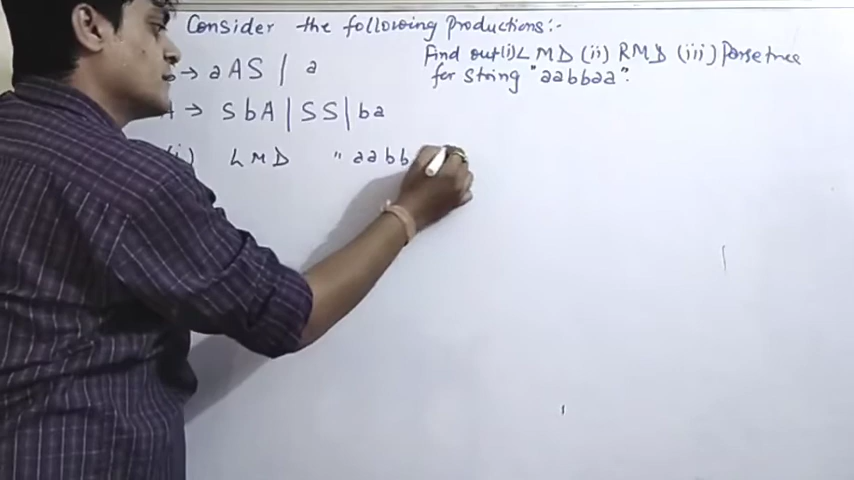 Consider the following Productions:-
→ aAS | a
Find out(i) LMD (ii) RMD (iii) Parse tree
for string "aabbaa".
→ SbA | SS | ba
(i) LMD " aabb